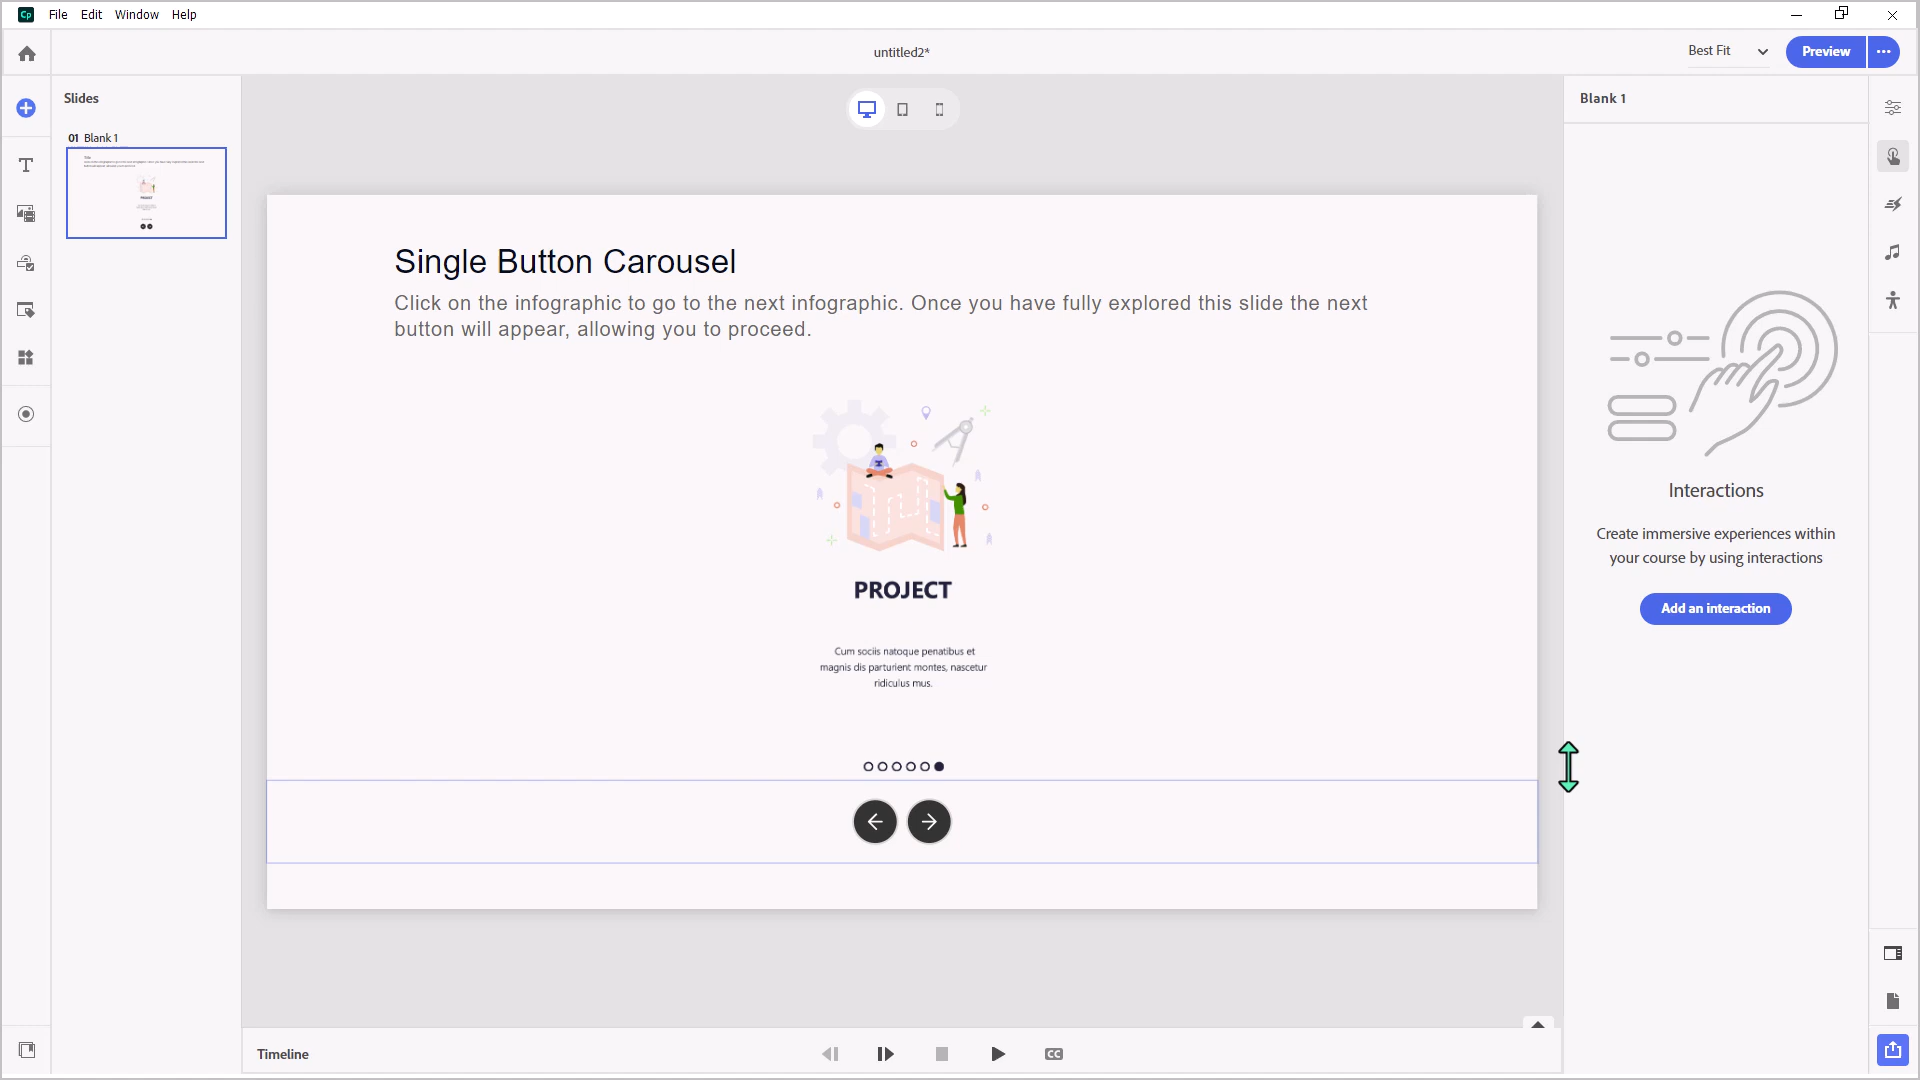 Cp File Edit Window Help
untitled2*
Best Fit
Preview
Slides
01 Blank 1
Blank 1
Single Button Carousel
Click on the infographic to go to the next infographic. Once you have fully explored this slide the next
button will appear, allowing you to proceed.
PROJECT
Cum sociis natoque penatibus et
magnis dis parturient montes, nascetur
ridiculus mus.
Interactions
Create immersive experiences within
your course by using interactions
Add an interaction
Timeline
CC